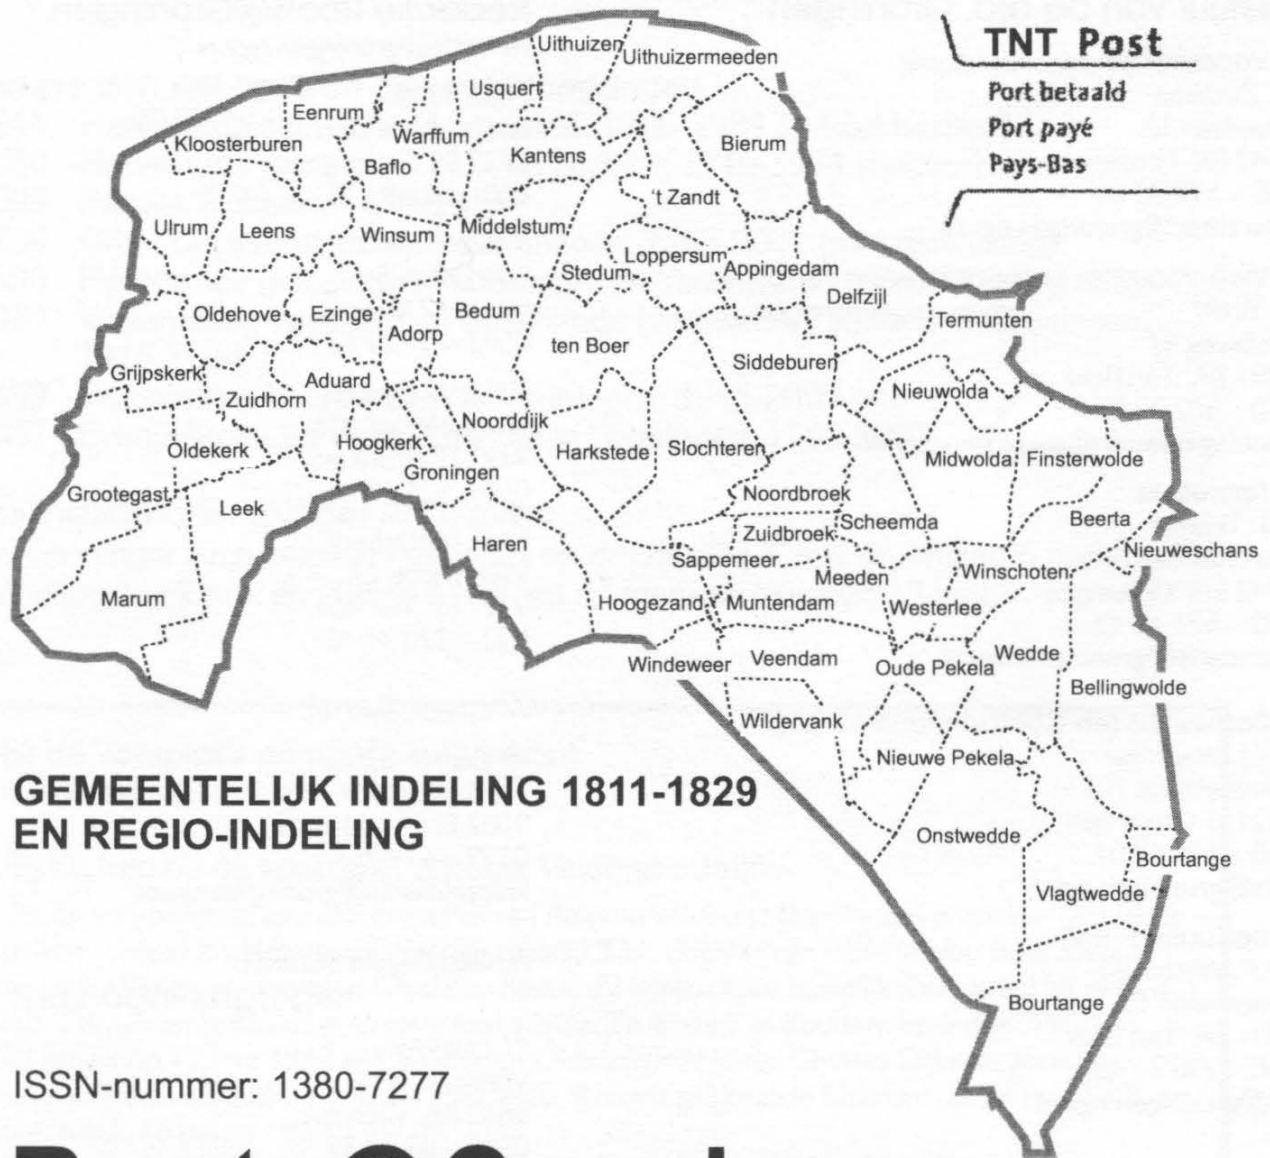 TNT Post
Port betaald
Port payé
Pays-Bas
Uithuizen
Uithuizermeeden
Usquert
Eenrum
Warffum
Kloosterburen
Kantens
Bierum
Baflo
't Zandt
Ulrum
Leens
Winsum
Middelstum
Loppersum
Stedum
Appingedam
Delfzijl
Oldehove
Ezinge
Bedum
Adorp
Termunten
ten Boer
Siddeburen
Grijpskerk
Aduard
Nieuwolda
Zuidhorn
Noorddijk
Hoogkerk
Oldekerk
Harkstede
Slochteren
Midwolda
Finsterwolde
Groningen
Grootegast
Leek
Noordbroek
Scheemda
Beerta
Zuidbroek
Haren
Nieuweschans
Sappemeer
Meeden
Winschoten
Marum
Hoogezand
Muntendam
Westerlee
Windeweer
Veendam
Oude Pekela
Wedde
Bellingwolde
Wildervank
Nieuwe Pekela
Onstwedde
Bourtange
Vlagtwedde
Bourtange
GEMEENTELIJK INDELING 1811-1829
EN REGIO-INDELING
ISSN-nummer: 1380-7277